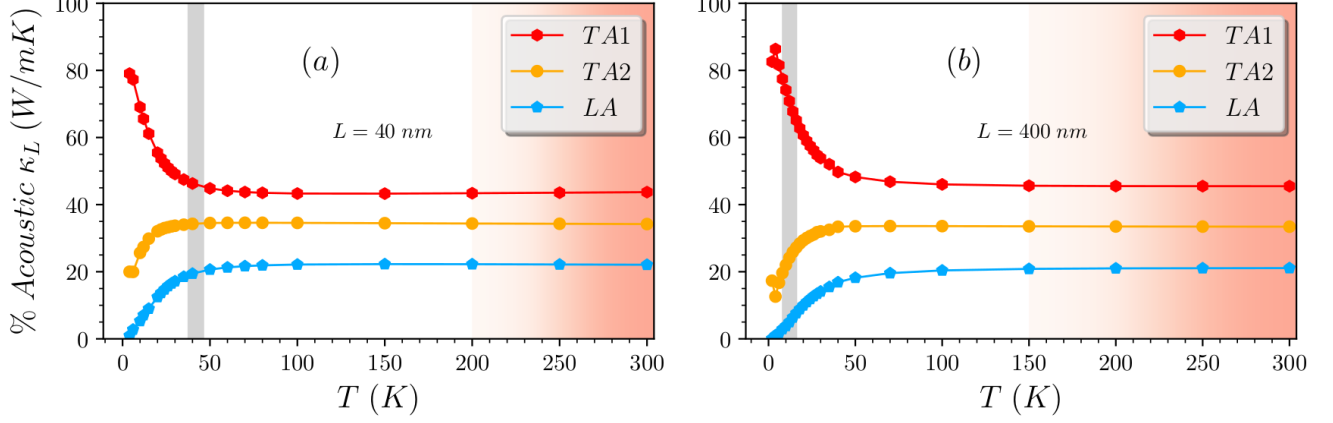 % Acoustic κ_L (W/mK)
100
80
60
40
20
0
(a)
L = 40 nm
TA1
TA2
LA
0 50 100 150 200 250 300
T (K)
100
80
60
40
20
0
(b)
L = 400 nm
TA1
TA2
LA
0 50 100 150 200 250 300
T (K)